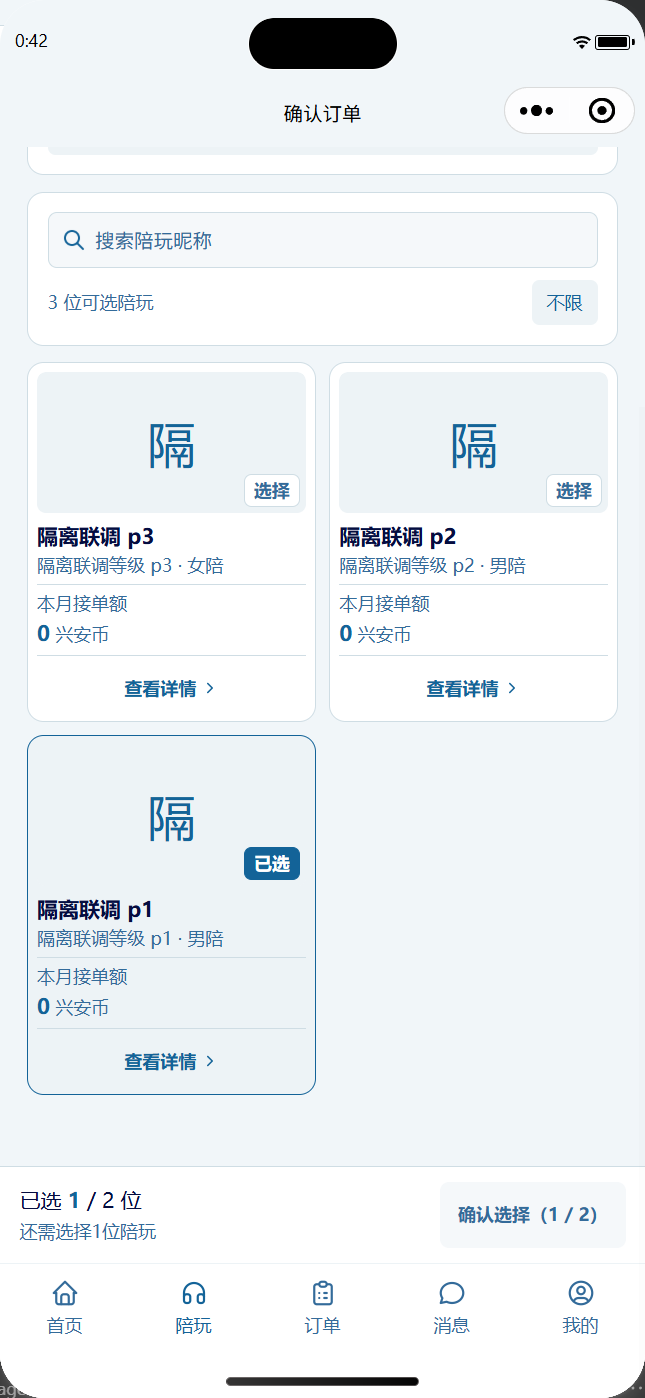 0:42
确认订单
搜索陪玩昵称
3 位可选陪玩
不限
隔
选择
隔离联调 p3
隔离联调等级 p3 · 女陪
本月接单额
0 兴安币
查看详情
隔
选择
隔离联调 p2
隔离联调等级 p2 · 男陪
本月接单额
0 兴安币
查看详情
隔
已选
隔离联调 p1
隔离联调等级 p1 · 男陪
本月接单额
0 兴安币
查看详情
已选 1 / 2 位
还需选择1位陪玩
确认选择（1 / 2）
首页
陪玩
订单
消息
我的